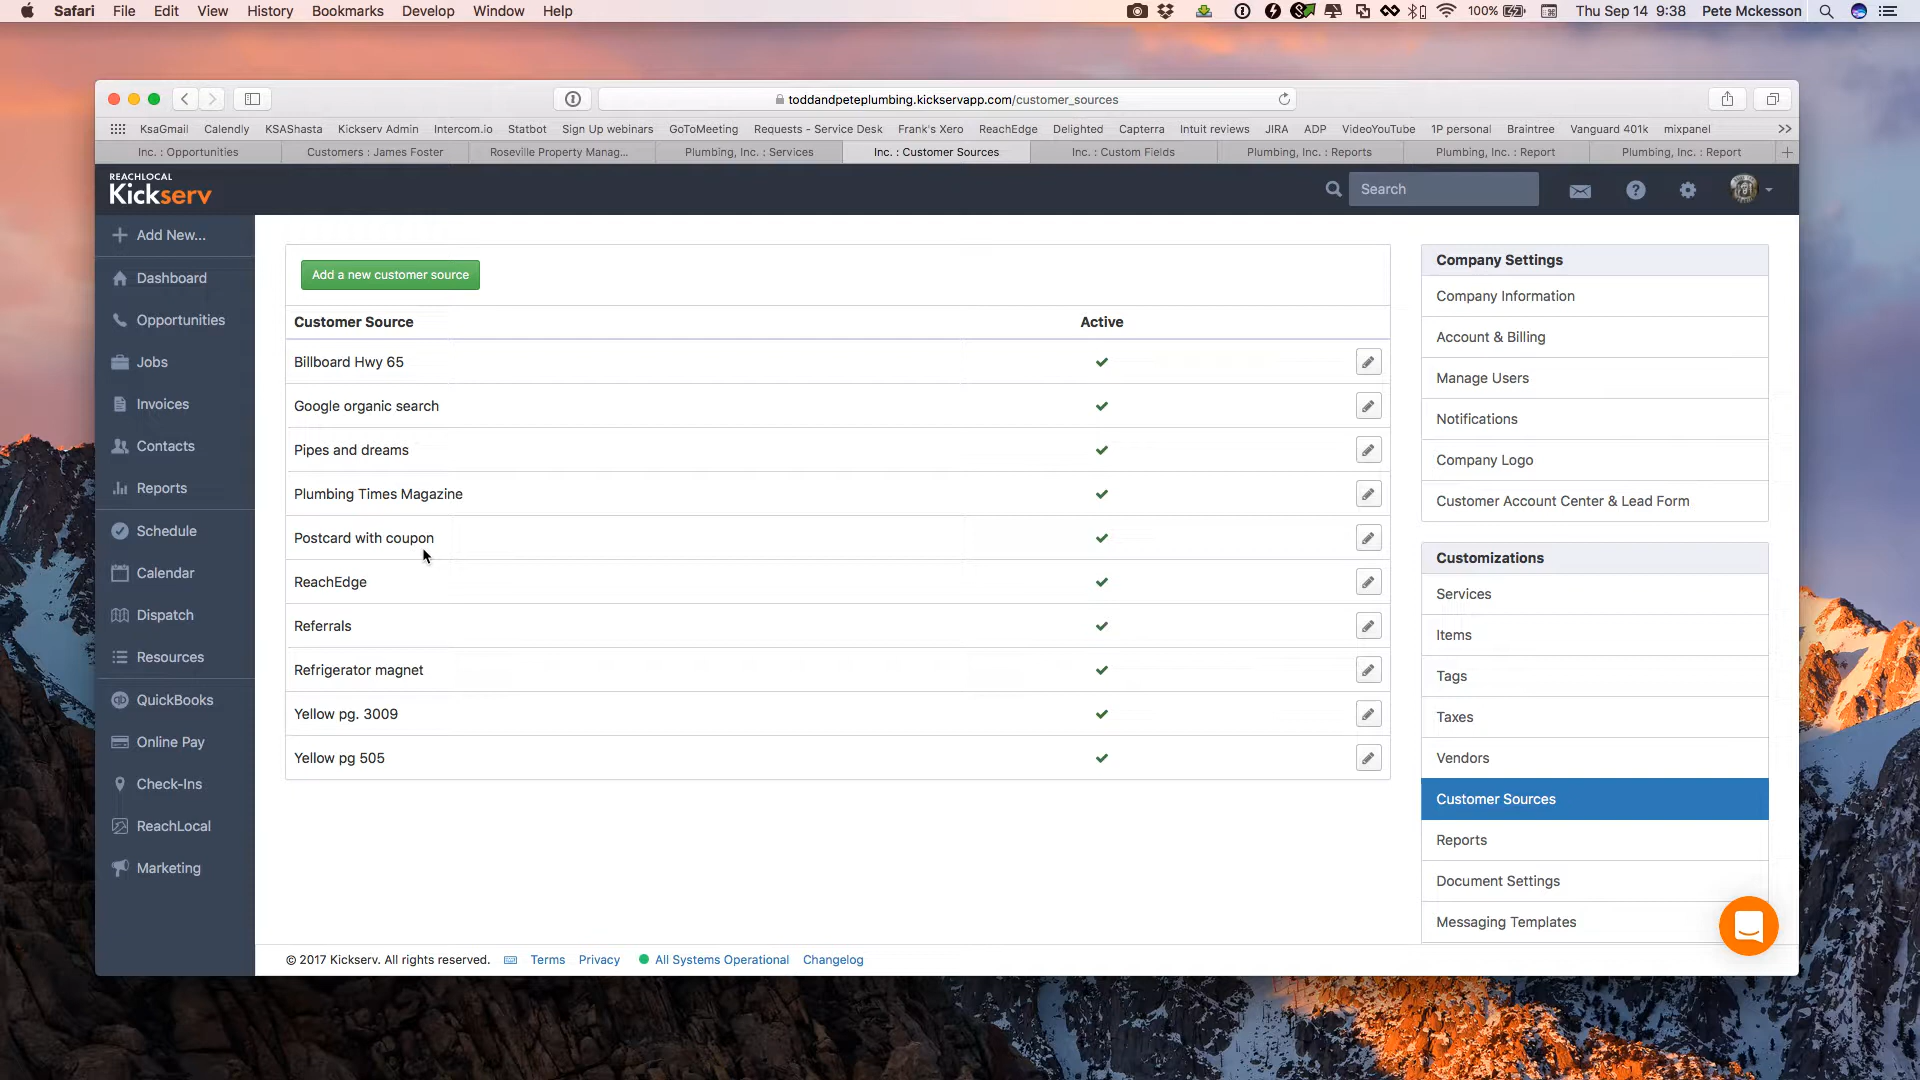 Safari File Edit View History Bookmarks Develop Window Help 100% Thu Sep 14 9:38 Pete Mckesson
toddandpeteplumbing.kickservapp.com/customer_sources
KsaGmail Calendly KSAShasta Kickserv Admin Intercom.io Statbot Sign Up webinars GoToMeeting Requests - Service Desk Frank's Xero ReachEdge Delighted Capterra Intuit reviews JIRA ADP VideoYouTube 1P personal Braintree Vanguard 401k mixpanel
Inc. : Opportunities Customers : James Foster Roseville Property Manag... Plumbing, Inc. : Services Inc. : Customer Sources Inc. : Custom Fields Plumbing, Inc. : Reports Plumbing, Inc. : Report Plumbing, Inc. : Report
REACHLOCAL
Kickserv
Search
Add New...
Dashboard
Opportunities
Jobs
Invoices
Contacts
Reports
Schedule
Calendar
Dispatch
Resources
QuickBooks
Online Pay
Check-Ins
ReachLocal
Marketing
Add a new customer source
Customer Source Active
Billboard Hwy 65
Google organic search
Pipes and dreams
Plumbing Times Magazine
Postcard with coupon
ReachEdge
Referrals
Refrigerator magnet
Yellow pg. 3009
Yellow pg 505
Company Settings
Company Information
Account & Billing
Manage Users
Notifications
Company Logo
Customer Account Center & Lead Form
Customizations
Services
Items
Tags
Taxes
Vendors
Customer Sources
Reports
Document Settings
Messaging Templates
© 2017 Kickserv. All rights reserved. Terms Privacy All Systems Operational Changelog